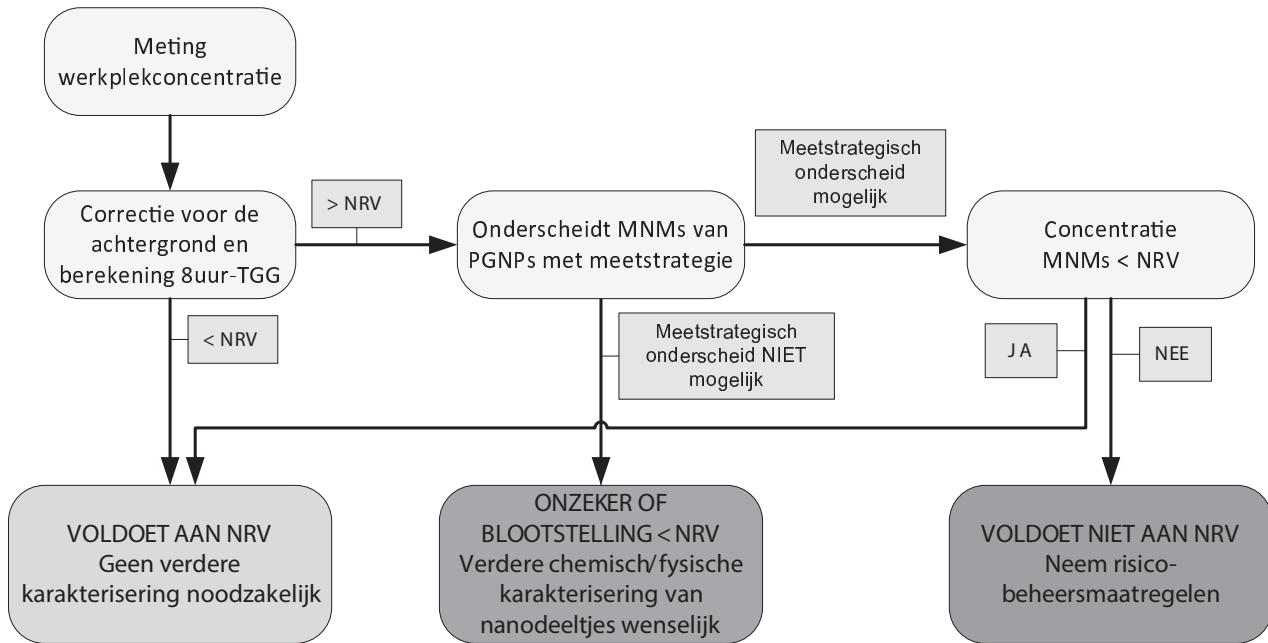 Meting
werkplekconcentratie
Meetstrategisch
onderscheid
mogelijk
Correctie voor de
achtergrond en
berekening 8uur-TGG
> NRV
Onderscheidt MNMs van
PGNPs met meetstrategie
Concentratie
MNMs < NRV
< NRV
Meetstrategisch
onderscheid NIET
mogelijk
JA
NEE
VOLDOET AAN NRV
Geen verdere
karakterisering noodzakelijk
ONZEKER OF
BLOOTSTELLING < NRV
Verdere chemisch/fysische
karakterisering van
nanodeeltjes wenselijk
VOLDOET NIET AAN NRV
Neem risico-
beheersmaatregelen